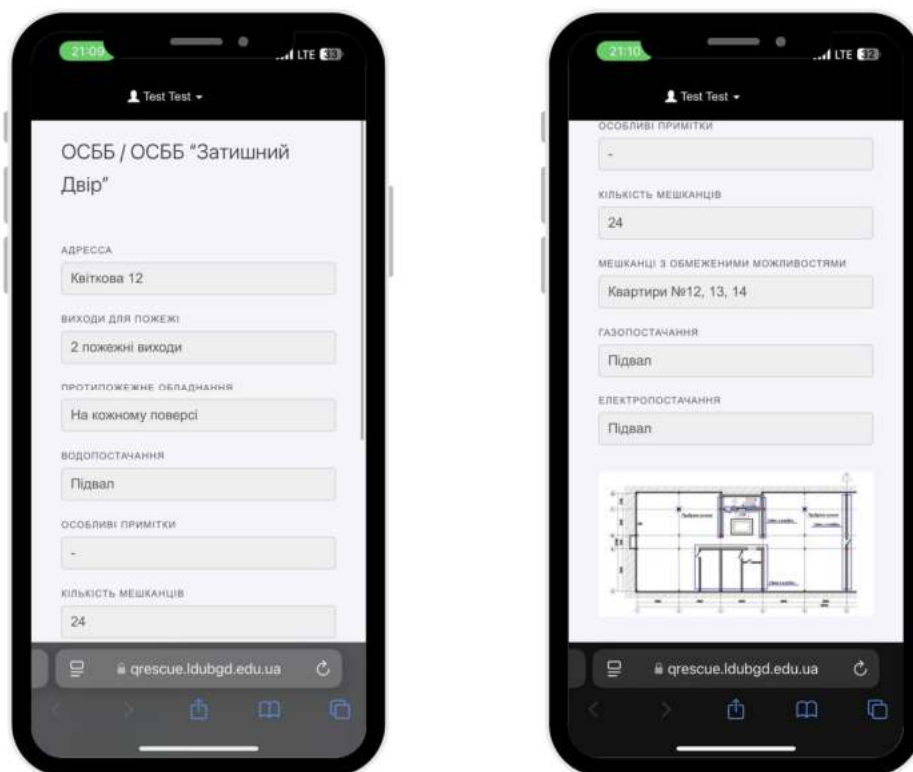 21:09
LTE 33
Test Test
ОСББ / ОСББ “Затишний
Двір”
АДРЕССА
Квіткова 12
ВИХОДИ ДЛЯ ПОЖЕЖІ
2 пожежні виходи
ПРОТИПОЖЕЖНЕ ОБЛАДНАННЯ
На кожному поверсі
ВОДОПОСТАЧАННЯ
Підвал
ОСОБЛИВІ ПРИМІТКИ
-
КІЛЬКІСТЬ МЕШКАНЦІВ
24
qrescue.ldubgd.edu.ua
21:10
LTE 32
Test Test
ОСОБЛИВІ ПРИМІТКИ
-
КІЛЬКІСТЬ МЕШКАНЦІВ
24
МЕШКАНЦІ З ОБМЕЖЕНИМИ МОЖЛИВОСТЯМИ
Квартири №12, 13, 14
ГАЗОПОСТАЧАННЯ
Підвал
ЕЛЕКТРОПОСТАЧАННЯ
Підвал
qrescue.ldubgd.edu.ua